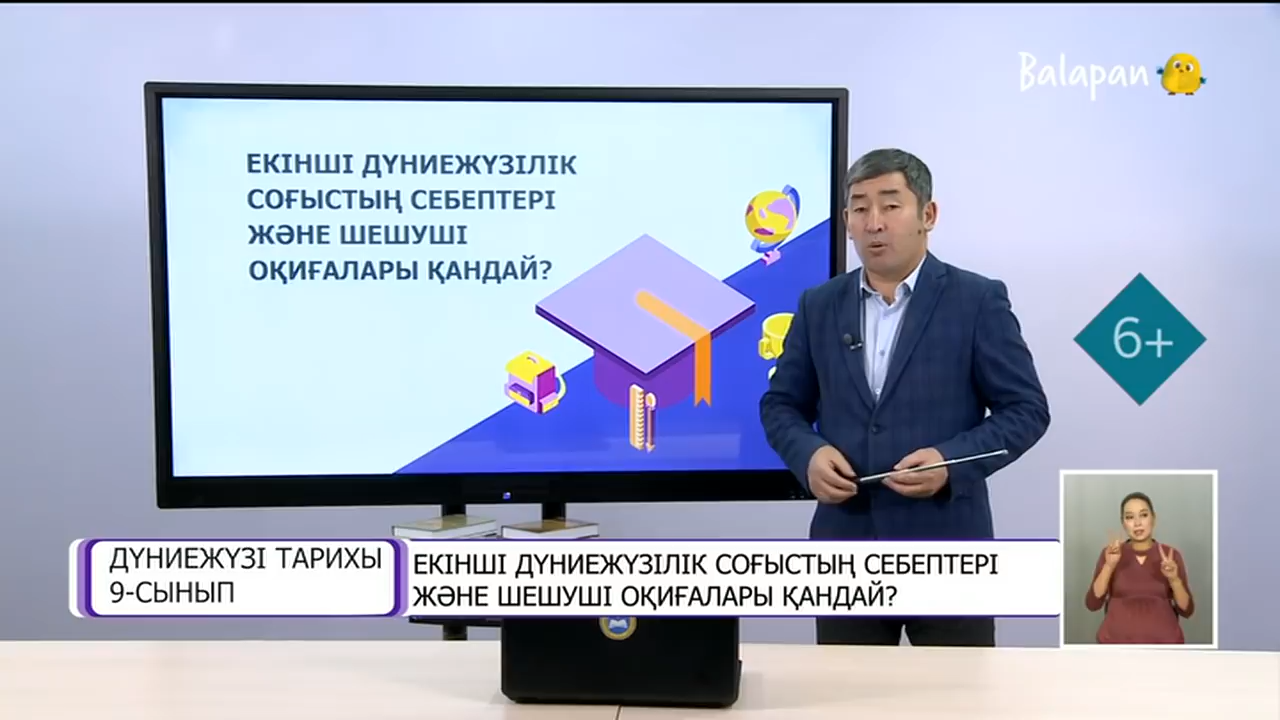 Balapan
ЕКІНШІ ДҮНИЕЖҮЗІЛІК
СОҒЫСТЫҢ СЕБЕПТЕРІ
ЖӘНЕ ШЕШУШІ
ОҚИҒАЛАРЫ ҚАНДАЙ?
6+
ДҮНИЕЖҮЗІ ТАРИХЫ
9-СЫНЫП
ЕКІНШІ ДҮНИЕЖҮЗІЛІК СОҒЫСТЫҢ СЕБЕПТЕРІ
ЖӘНЕ ШЕШУШІ ОҚИҒАЛАРЫ ҚАНДАЙ?